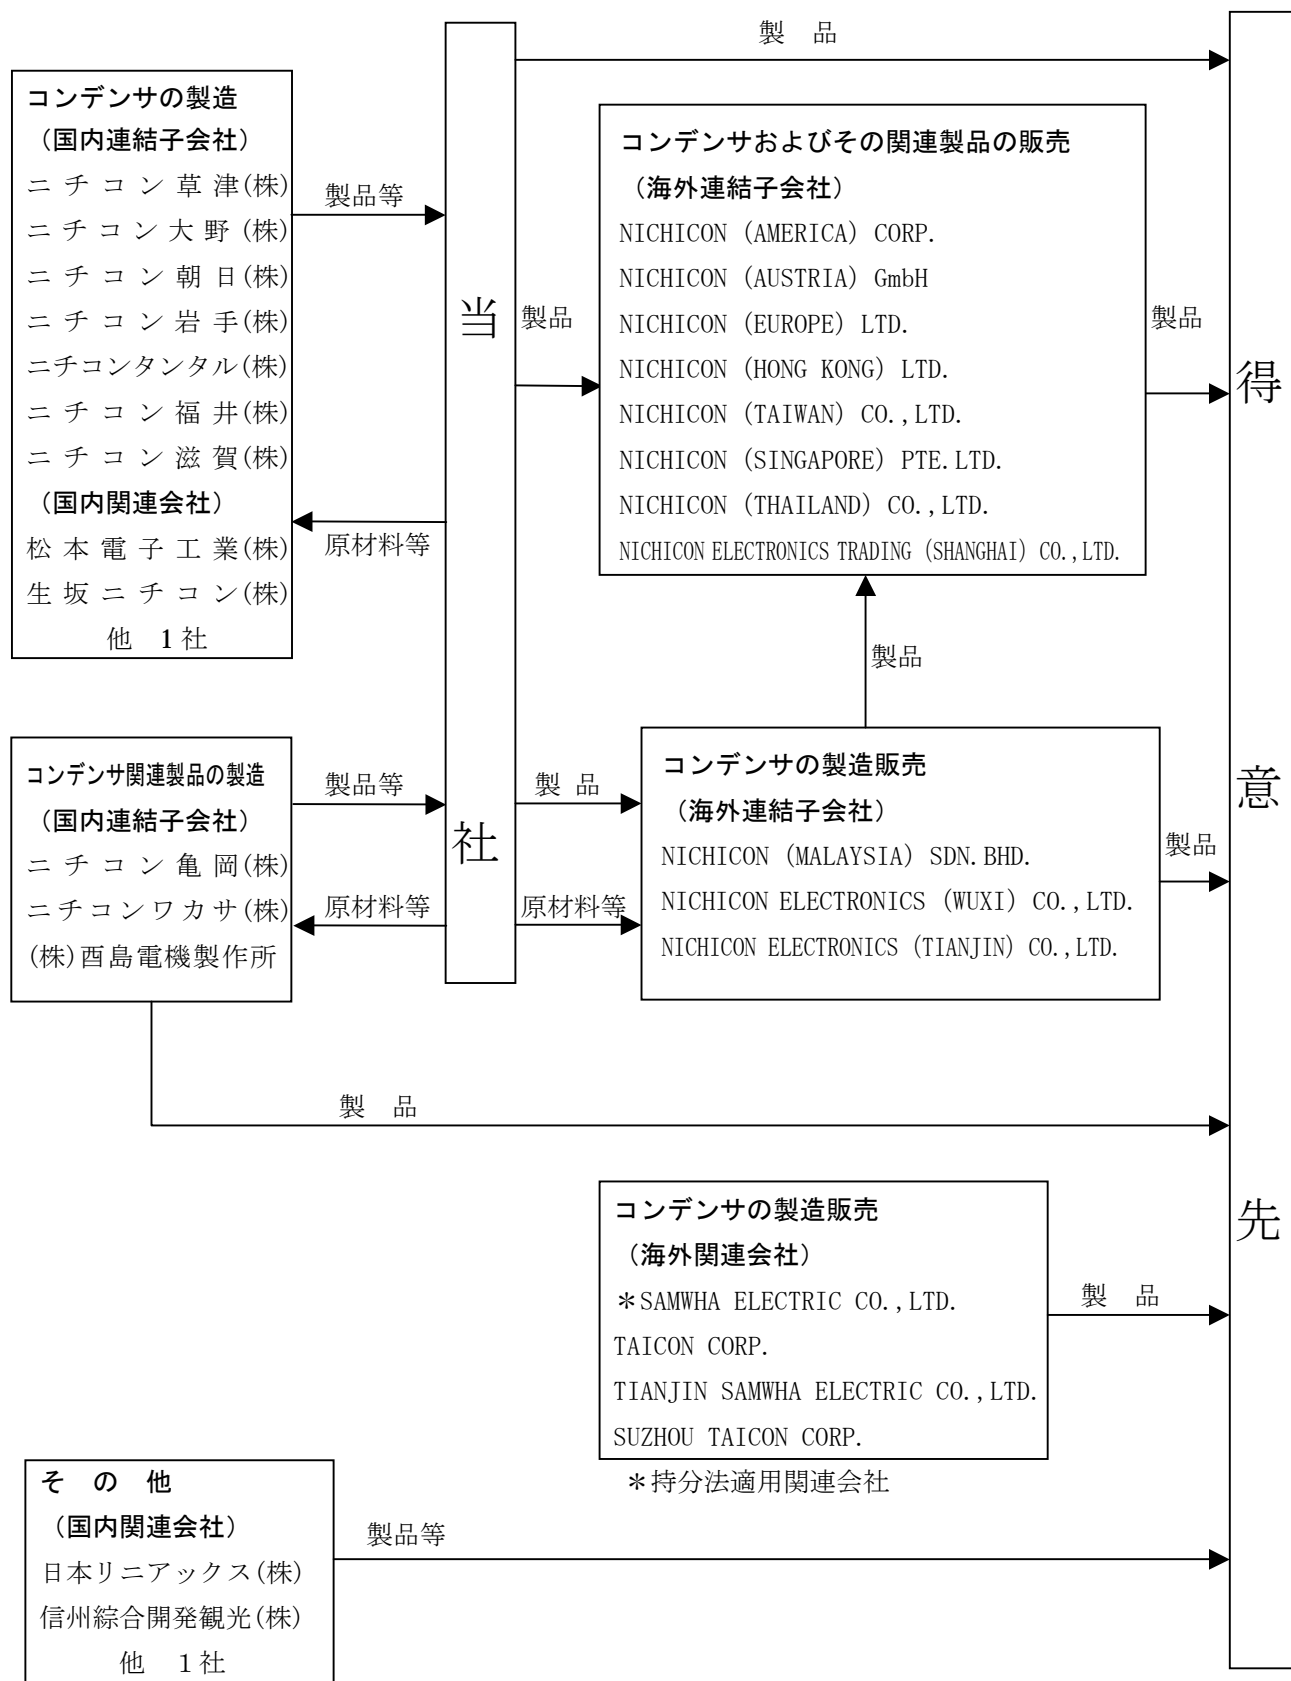 製　品
コンデンサの製造
（国内連結子会社）
ニ チ コ ン 草 津(株)
ニ チ コ ン 大 野 (株)
ニ チ コ ン 朝 日(株)
ニ チ コ ン 岩 手(株)
ニチコンタンタル(株)
ニ チ コ ン 福 井(株)
ニ チ コ ン 滋 賀(株)
（国内関連会社）
松 本 電 子 工 業(株)
生 坂 ニ チ コ ン(株)
他　1社
製品等
原材料等
当
社
製品
コンデンサおよびその関連製品の販売
（海外連結子会社）
NICHICON (AMERICA) CORP.
NICHICON (AUSTRIA) GmbH
NICHICON (EUROPE) LTD.
NICHICON (HONG KONG) LTD.
NICHICON (TAIWAN) CO.,LTD.
NICHICON (SINGAPORE) PTE.LTD.
NICHICON (THAILAND) CO.,LTD.
NICHICON ELECTRONICS TRADING (SHANGHAI) CO.,LTD.
製品
得
意
先
製品
コンデンサ関連製品の製造
（国内連結子会社）
ニ チ コ ン 亀 岡(株)
ニチコンワカサ(株)
(株)酉島電機製作所
製品等
原材料等
製 品
原材料等
コンデンサの製造販売
（海外連結子会社）
NICHICON (MALAYSIA) SDN.BHD.
NICHICON ELECTRONICS (WUXI) CO.,LTD.
NICHICON ELECTRONICS (TIANJIN) CO.,LTD.
製品
製　品
コンデンサの製造販売
（海外関連会社）
＊SAMWHA ELECTRIC CO.,LTD.
TAICON CORP.
TIANJIN SAMWHA ELECTRIC CO.,LTD.
SUZHOU TAICON CORP.
＊持分法適用関連会社
製　品
そ　の　他
（国内関連会社）
日本リニアックス(株)
信州綜合開発観光(株)
他　1社
製品等